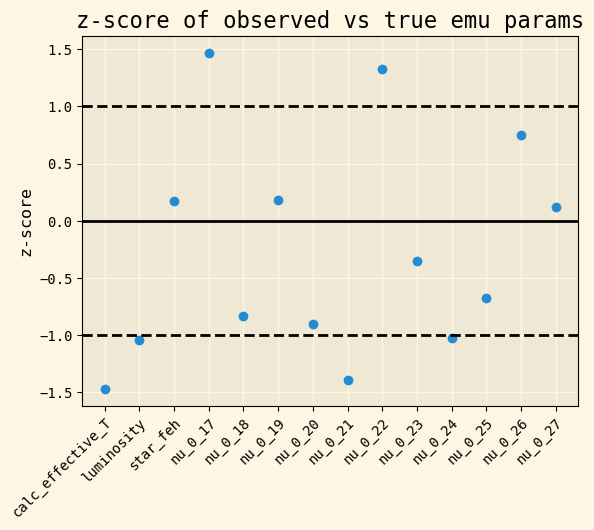 z-score of observed vs true emu params
z-score
1.5
1.0
0.5
0.0
−0.5
−1.0
−1.5
calc_effective_T
luminosity
star_feh
nu_0_17
nu_0_18
nu_0_19
nu_0_20
nu_0_21
nu_0_22
nu_0_23
nu_0_24
nu_0_25
nu_0_26
nu_0_27